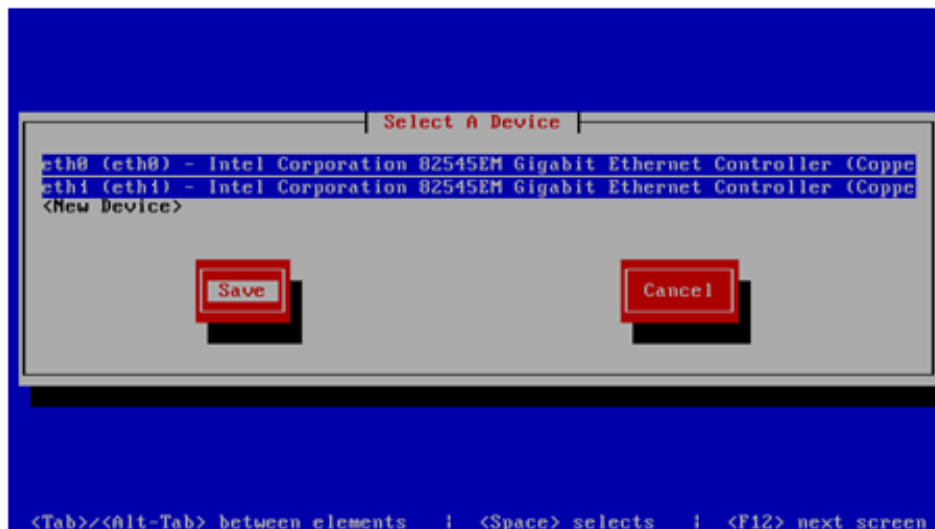 Select A Device
eth0 (eth0) - Intel Corporation 82545EM Gigabit Ethernet Controller (Coppe
eth1 (eth1) - Intel Corporation 82545EM Gigabit Ethernet Controller (Coppe
<New Device>
Save Cancel
<Tab>/<Alt-Tab> between elements | <Space> selects | <F12> next screen